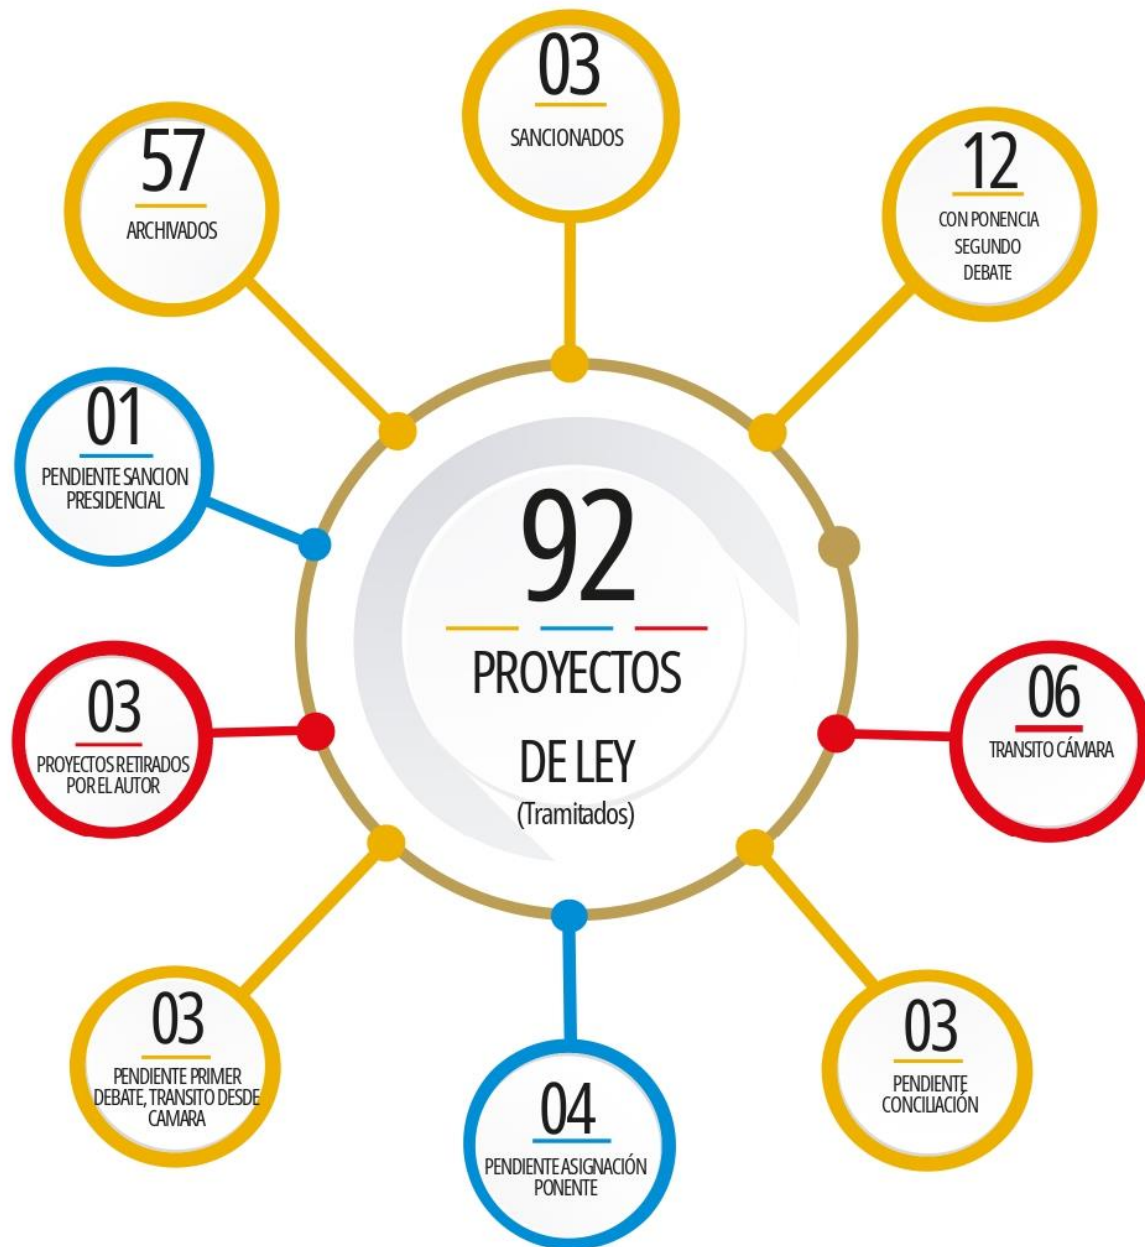 03
SANCIONADOS
57
ARCHIVADOS
12
CON PONENCIA
SEGUNDO
DEBATE
01
PENDIENTE SANCION
PRESIDENCIAL
92
PROYECTOS
DE LEY
(Tramitados)
03
PROYECTOS RETIRADOS
POR EL AUTOR
06
TRANSITO CÁMARA
03
PENDIENTE PRIMER
DEBATE, TRANSITO DESDE
CAMARA
04
PENDIENTE ASIGNACIÓN
PONENTE
03
PENDIENTE
CONCILIACIÓN